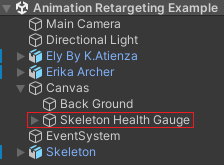 Animation Retargeting Example
Main Camera
Directional Light
Ely By K.Atienza
Erika Archer
Canvas
Back Ground
Skeleton Health Gauge
EventSystem
Skeleton